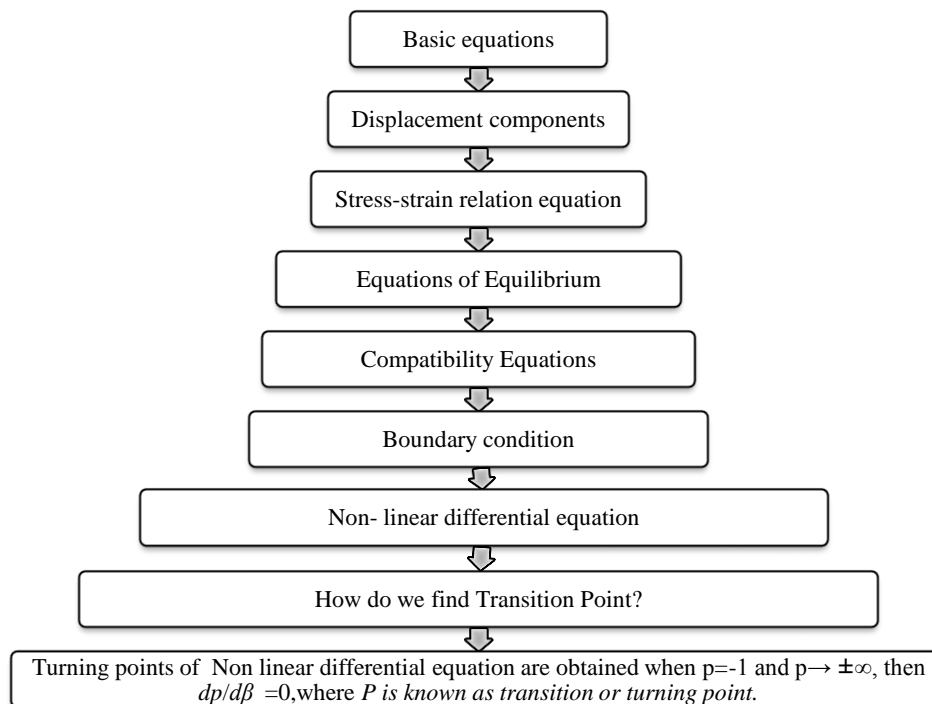 Basic equations
Displacement components
Stress-strain relation equation
Equations of Equilibrium
Compatibility Equations
Boundary condition
Non- linear differential equation
How do we find Transition Point?
Turning points of Non linear differential equation are obtained when p=-1 and p→ ±∞, then
dp/dβ =0,where P is known as transition or turning point.